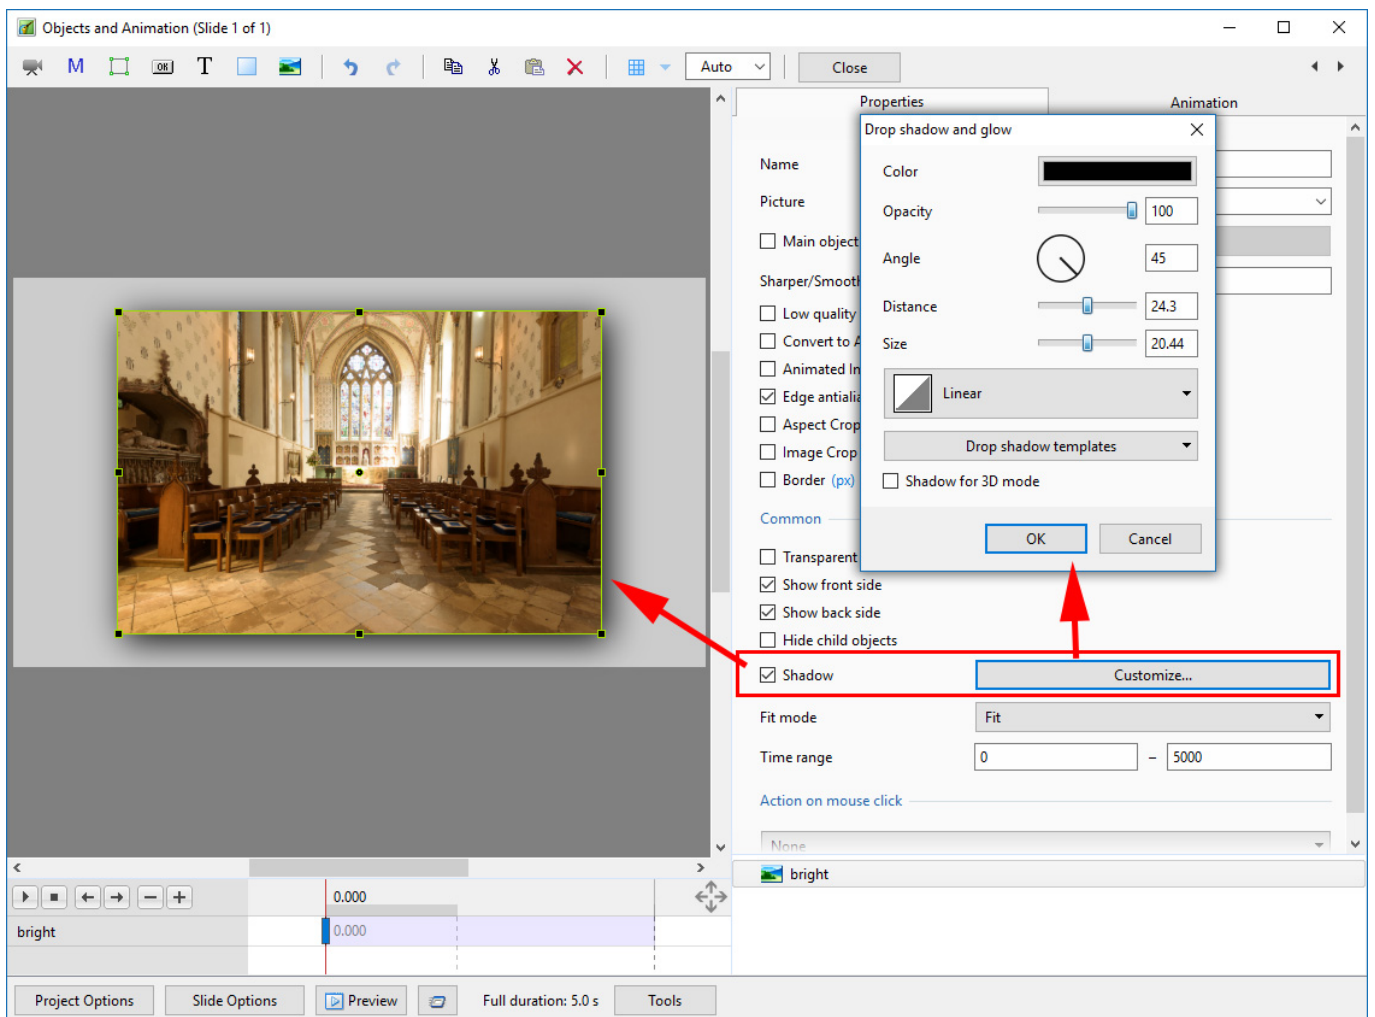 Objects and Animation (Slide 1 of 1)
M OK T Auto Close
Properties Animation
Drop shadow and glow
Name
Color
Picture
Opacity 100
Main object
Angle 45
Sharper/Smooth
Distance 24.3
Low quality
Convert to A
Size 20.44
Animated In
Edge antialia
Linear
Aspect Crop
Image Crop
Drop shadow templates
Border (px)
Shadow for 3D mode
Common
OK Cancel
Transparent
Show front side
Show back side
Hide child objects
Shadow Customize...
Fit mode Fit
Time range 0 – 5000
Action on mouse click
None
bright
0.000
bright 0.000
Project Options Slide Options Preview Full duration: 5.0 s Tools